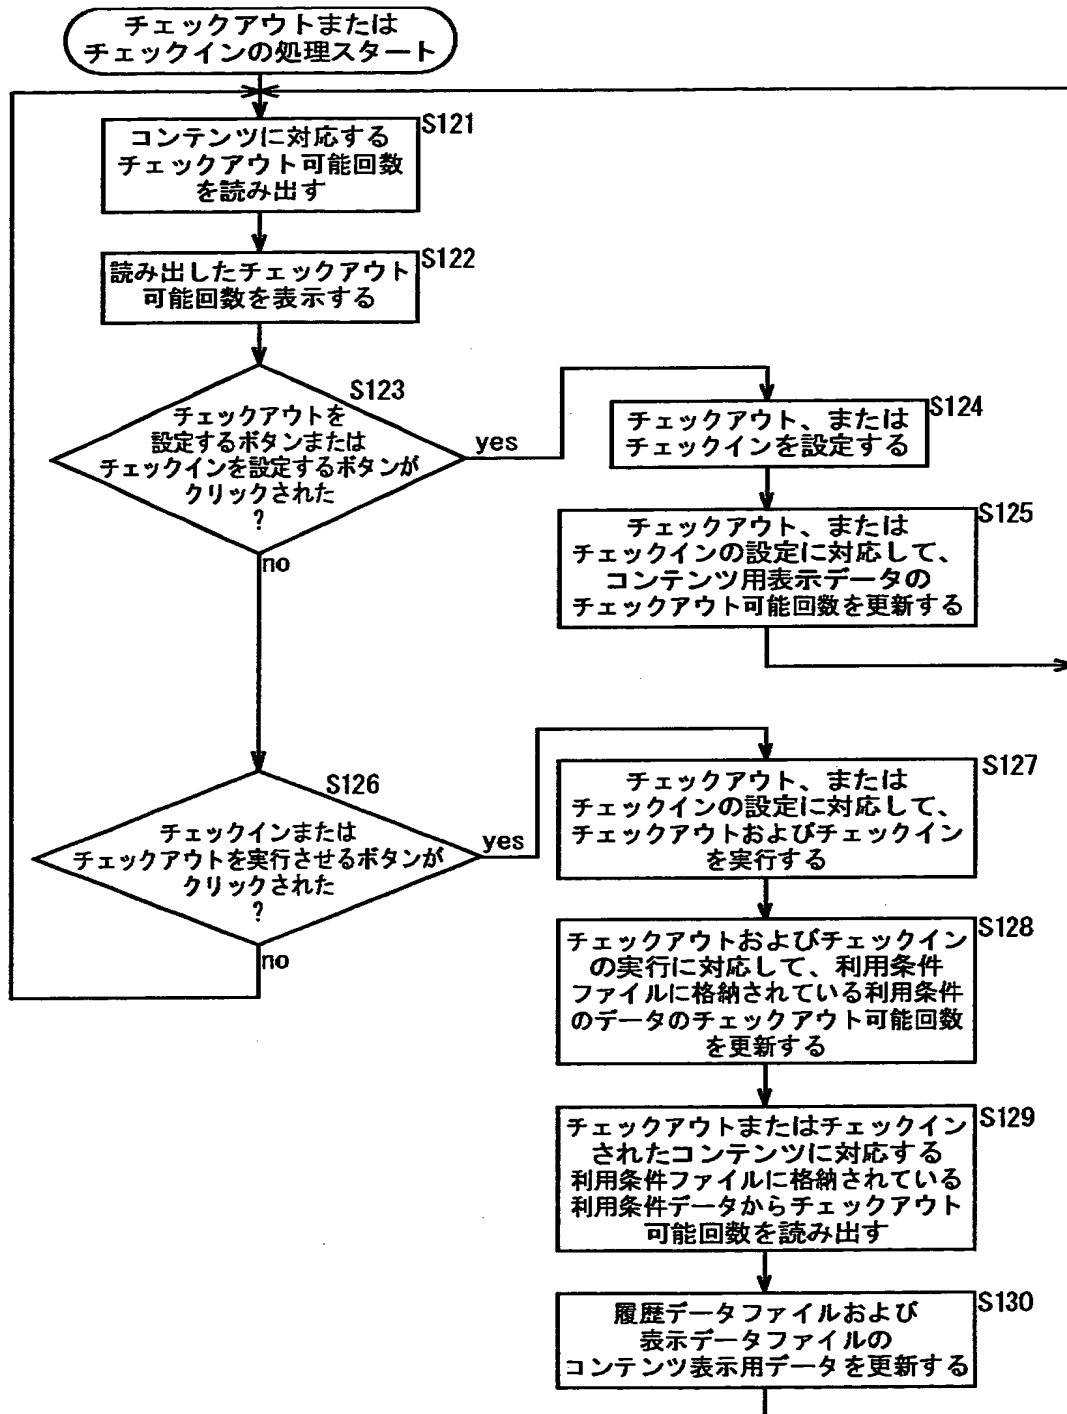 チェックアウトまたは
チェックインの処理スタート
S121
コンテンツに対応する
チェックアウト可能回数
を読み出す
S122
読み出したチェックアウト
可能回数を表示する
S123
チェックアウトを
設定するボタンまたは
チェックインを設定するボタンが
クリックされた
?
yes
no
S124
チェックアウト、または
チェックインを設定する
S125
チェックアウト、または
チェックインの設定に対応して、
コンテンツ用表示データの
チェックアウト可能回数を更新する
S126
チェックインまたは
チェックアウトを実行させるボタンが
クリックされた
?
yes
no
S127
チェックアウト、または
チェックインの設定に対応して、
チェックアウトおよびチェックイン
を実行する
S128
チェックアウトおよびチェックイン
の実行に対応して、利用条件
ファイルに格納されている利用条件
のデータのチェックアウト可能回数
を更新する
S129
チェックアウトまたはチェックイン
されたコンテンツに対応する
利用条件ファイルに格納されている
利用条件データからチェックアウト
可能回数を読み出す
S130
履歴データファイルおよび
表示データファイルの
コンテンツ表示用データを更新する